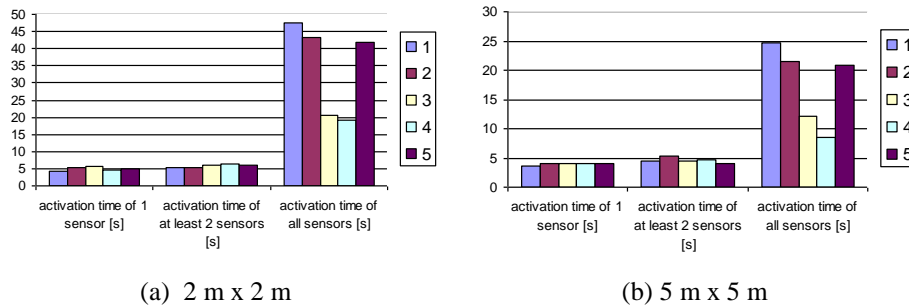 50
45
40
35
30
25
20
15
10
5
0
activation time of 1
sensor [s]
activation time of
at least 2 sensors
[s]
activation time of
all sensors [s]
1
2
3
4
5
(a) 2 m x 2 m
30
25
20
15
10
5
0
activation time of 1
sensor [s]
activation time of
at least 2 sensors
[s]
activation time of
all sensors [s]
1
2
3
4
5
(b) 5 m x 5 m